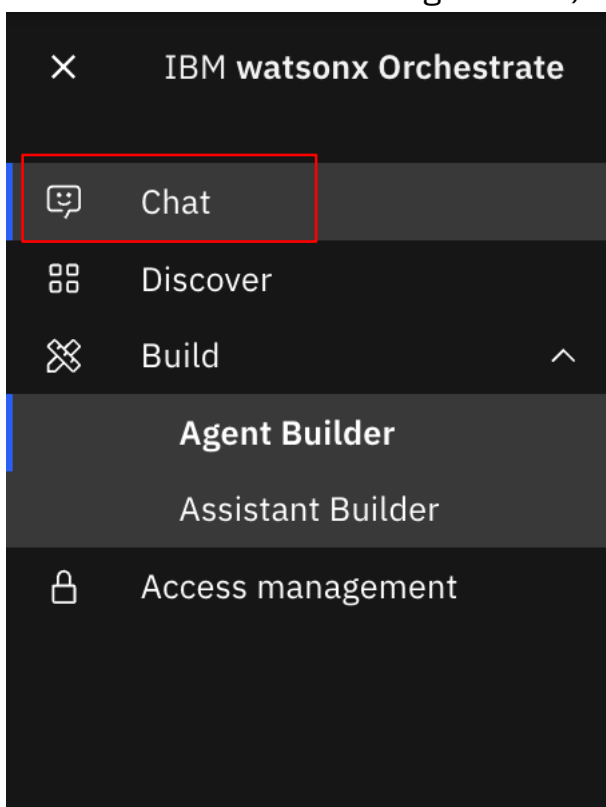 IBM watsonx Orchestrate
Chat
Discover
Build
Agent Builder
Assistant Builder
Access management